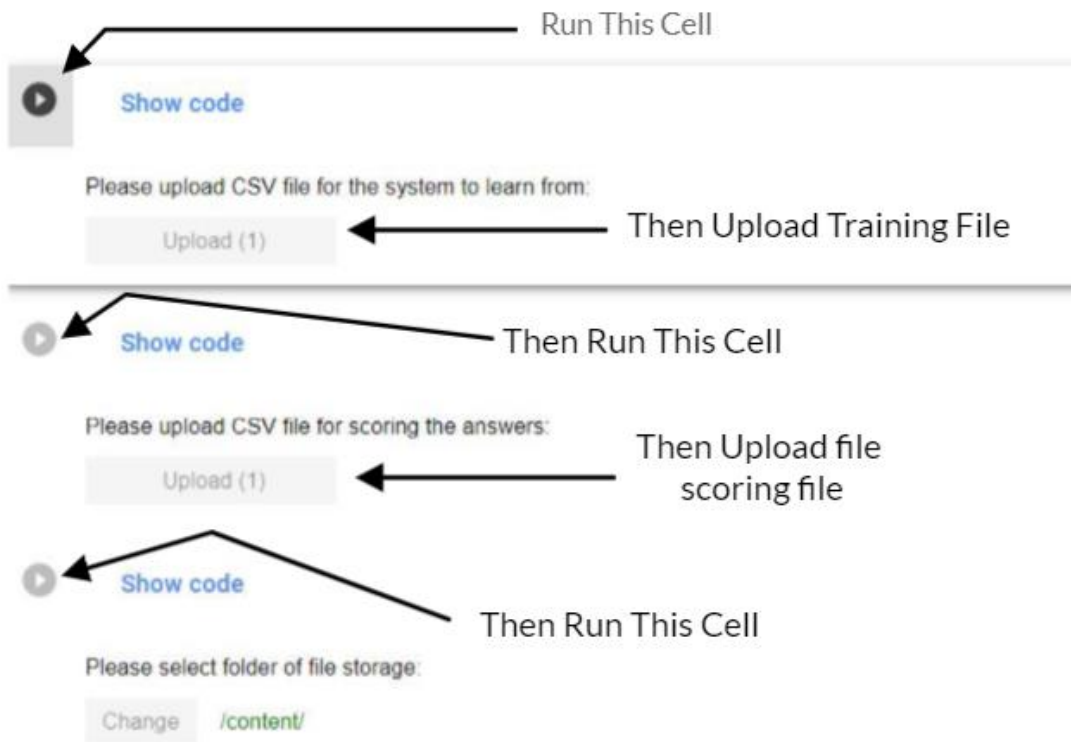 Run This Cell
Show code
Please upload CSV file for the system to learn from:
Upload (1)
Then Upload Training File
Show code
Then Run This Cell
Please upload CSV file for scoring the answers:
Upload (1)
Then Upload file
scoring file
Show code
Then Run This Cell
Please select folder of file storage:
Change /content/